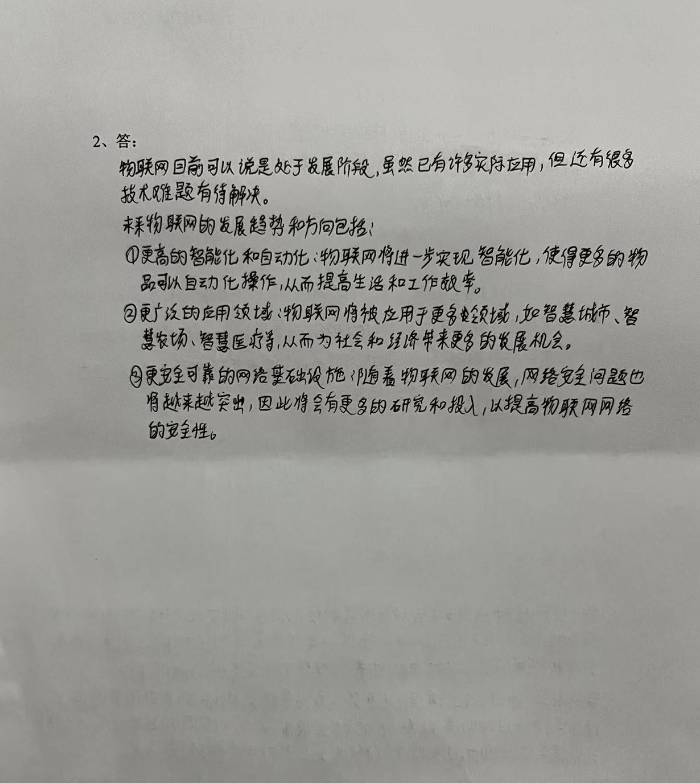 2、答：
物联网目前可以说是处于发展阶段，虽然已有许多实际应用，但还有很多
技术难题有待解决。
未来物联网的发展趋势和方向包括：
①更高的智能化和自动化：物联网将进一步实现智能化，使得更多的物
品可以自动化操作，从而提高生活和工作效率。
②更广泛的应用领域：物联网将被应用于更多领域，如智慧城市、智
慧农场、智慧医疗等，从而为社会和经济带来更多的发展机会。
③更安全可靠的网络基础设施：随着物联网的发展，网络安全问题也
将越来越突出，因此将会有更多的研究和投入，以提高物联网网络
的安全性。